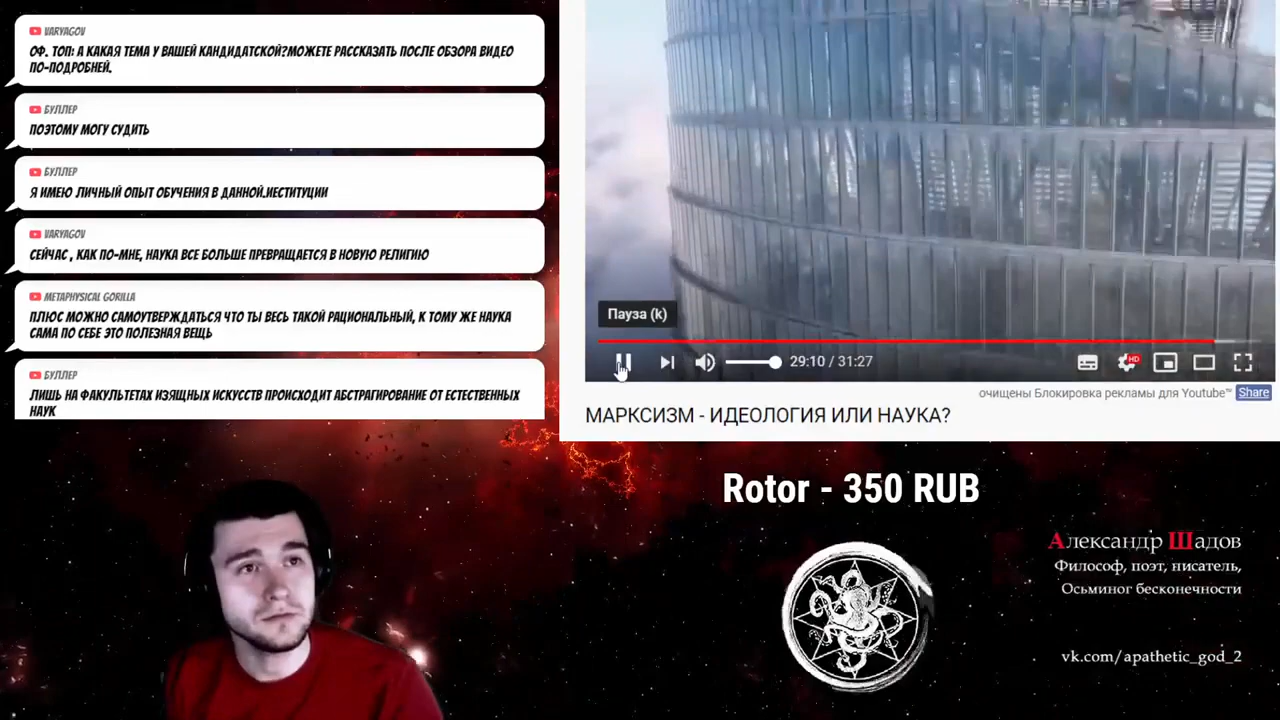 VARYAGOV
ОФ. ТОП: А КАКАЯ ТЕМА У ВАШЕЙ КАНДИДАТСКОЙ?МОЖЕТЕ РАССКАЗАТЬ ПОСЛЕ ОБЗОРА ВИДЕО
ПО-ПОДРОБНЕЙ.
БУЛЛЕР
ПОЭТОМУ МОГУ СУДИТЬ
БУЛЛЕР
Я ИМЕЮ ЛИЧНЫЙ ОПЫТ ОБУЧЕНИЯ В ДАННОЙ.ИЕСТИТУЦИИ
VARYAGOV
СЕЙЧАС , КАК ПО-МНЕ, НАУКА ВСЕ БОЛЬШЕ ПРЕВРАЩАЕТСЯ В НОВУЮ РЕЛИГИЮ
METAPHYSICAL GORILLA
ПЛЮС МОЖНО САМОУТВЕРЖДАТЬСЯ ЧТО ТЫ ВЕСЬ ТАКОЙ РАЦИОНАЛЬНЫЙ, К ТОМУ ЖЕ НАУКА
САМА ПО СЕБЕ ЭТО ПОЛЕЗНАЯ ВЕЩЬ
БУЛЛЕР
ЛИШЬ НА ФАКУЛЬТЕТАХ ИЗЯЩНЫХ ИСКУССТВ ПРОИСХОДИТ АБСТРАГИРОВАНИЕ ОТ ЕСТЕСТВЕННЫХ
НАУК
Пауза (k)
29:10 / 31:27
HD
очищены Блокировка рекламы для Youtube™ Share
МАРКСИЗМ - ИДЕОЛОГИЯ ИЛИ НАУКА?
Rotor - 350 RUB
Александр Шадов
Философ, поэт, писатель,
Осьминог бесконечности
vk.com/apathetic_god_2